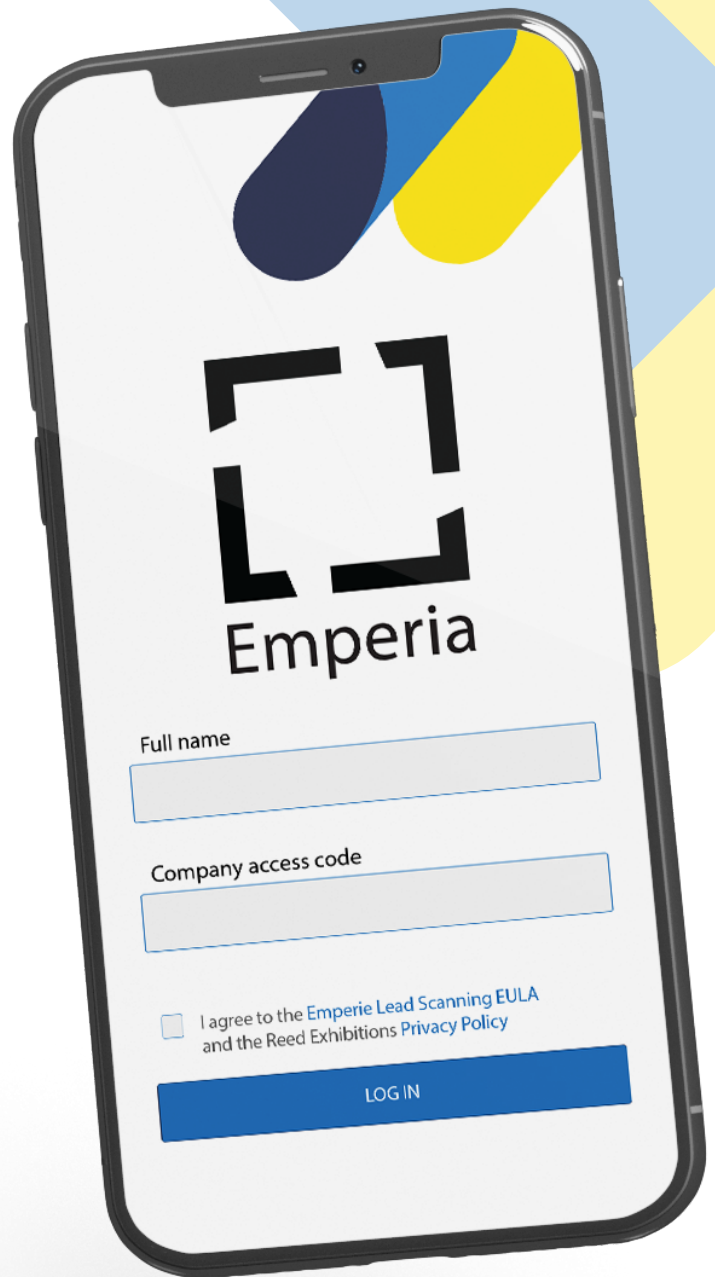 Emperia
Full name
Company access code
I agree to the Emperie Lead Scanning EULA
and the Reed Exhibitions Privacy Policy
LOG IN